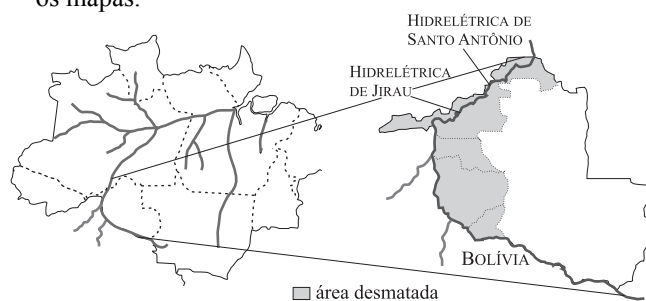 os mapas.
HIDRELÉTRICA DE
SANTO ANTÔNIO
HIDRELÉTRICA
DE JIRAU
BOLÍVIA
área desmatada